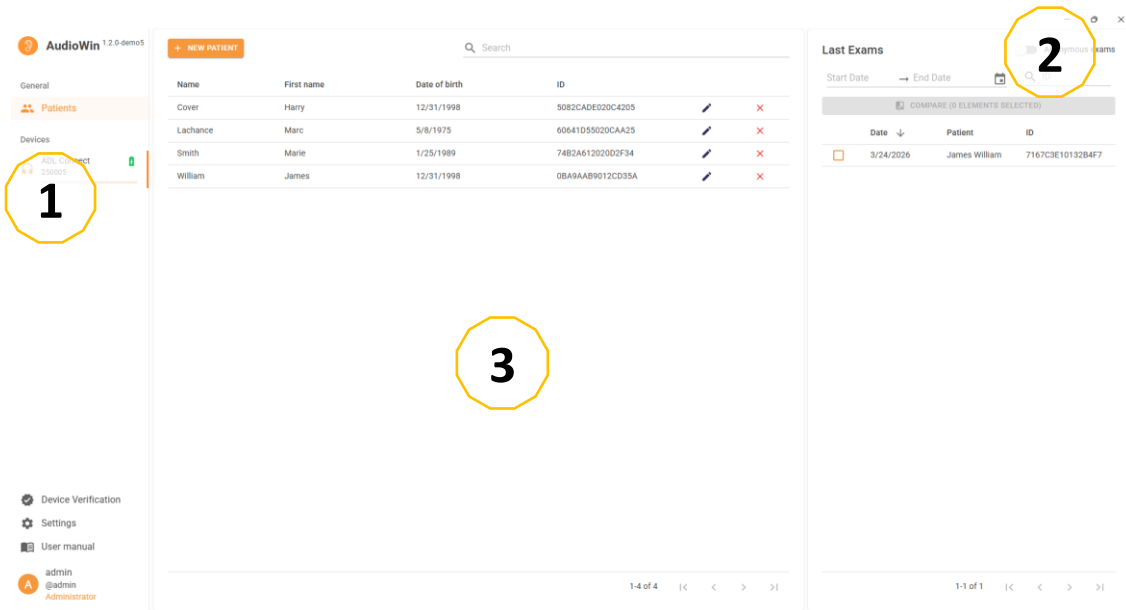 AudioWin 1.2.0-demo5
General
Patients
Devices
ADL Connect
250005
1
Device Verification
Settings
User manual
A
admin
@admin
Administrator
+ NEW PATIENT
Search
Name First name Date of birth ID
Cover Harry 12/31/1998 5082CADE020C4205
Lachance Marc 5/8/1975 60641D55020CAA25
Smith Marie 1/25/1989 74B2A612020D2F34
William James 12/31/1998 0BA9AAB9012CD35A
3
1-4 of 4
Last Exams
2
exams
Start Date → End Date
COMPARE (0 ELEMENTS SELECTED)
Date ↓ Patient ID
3/24/2026 James William 7167C3E10132B4F7
1-1 of 1